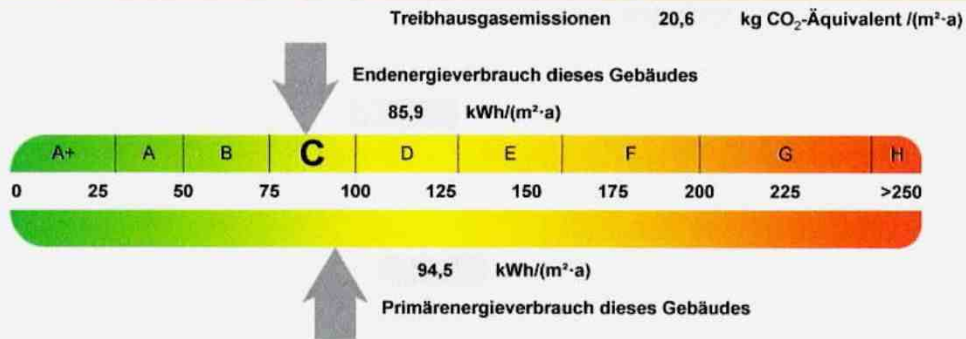 Treibhausgasemissionen 20,6 kg CO₂-Äquivalent /(m²·a)
Endenergieverbrauch dieses Gebäudes
85,9 kWh/(m²·a)
A+ A B C D E F G H
0 25 50 75 100 125 150 175 200 225 >250
94,5 kWh/(m²·a)
Primärenergieverbrauch dieses Gebäudes